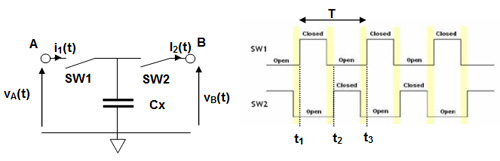 A
i1(t)
I2(t)
B
SW1
SW2
vA(t)
Cx
vB(t)
T
Closed
Closed
Closed
SW1
Open
Open
Open
Closed
Closed
SW2
Open
Open
Open
t1
t2
t3